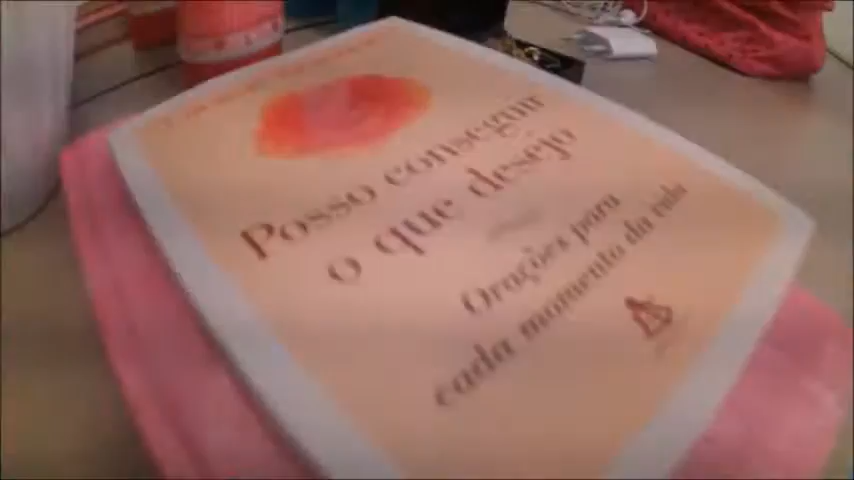 Posso conseguir
o que desejo
Orações para
cada momento da vida